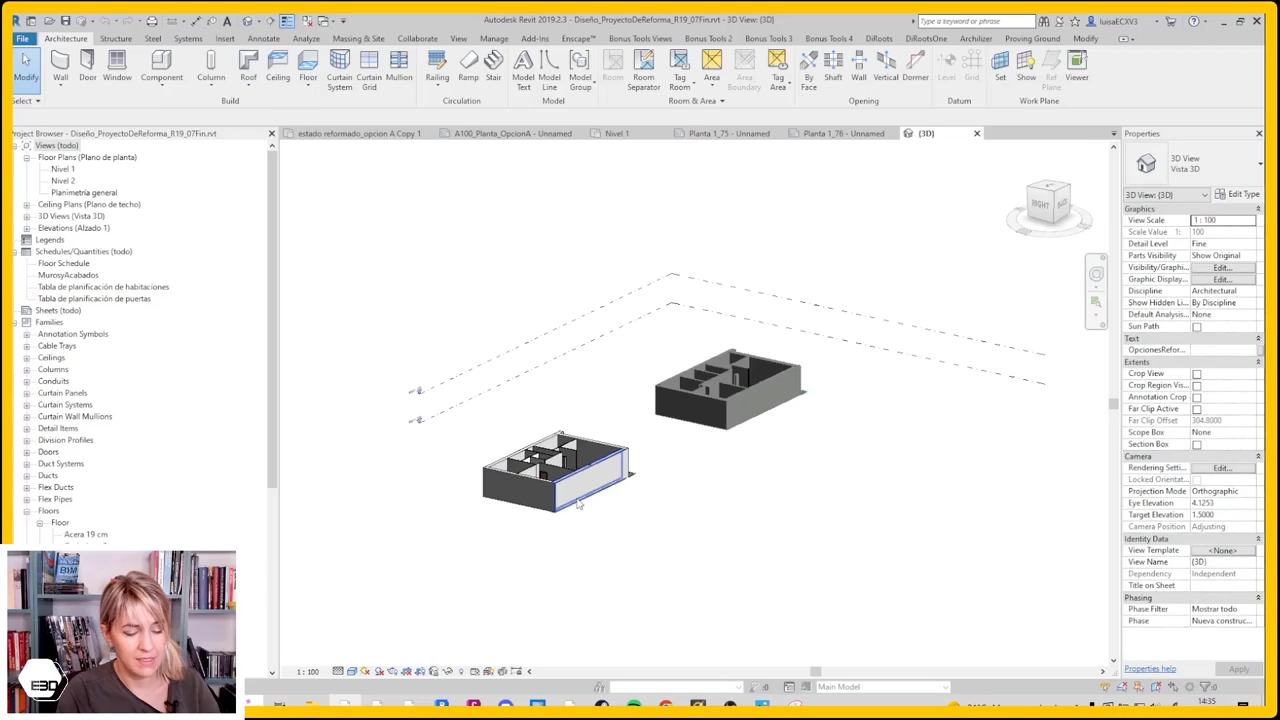 Autodesk Revit 2019.2.3 - Diseño_ProyectoDeReforma_R19_07Fin.rvt - 3D View: {3D}
Type a keyword or phrase
luisaECXV3
File Architecture Structure Steel Systems Insert Annotate Analyze Massing & Site Collaborate View Manage Add-Ins Enscape™ Bonus Tools Views Bonus Tools 2 Bonus Tools 3 Bonus Tools 4 DiRoots DiRootsOne Archilizer Proving Ground Modify
Modify Wall Door Window Component Column Roof Ceiling Floor Curtain System Curtain Grid Mullion Railing Ramp Stair Model Text Model Line Model Group Room Room Separator Tag Room Area Area Boundary Tag Area By Face Shaft Wall Vertical Dormer Level Grid Set Show Ref Plane Viewer
Select Build Circulation Model Room & Area Opening Datum Work Plane
Project Browser - Diseño_ProyectoDeReforma_R19_07Fin.rvt
estado reformado_opcion A Copy 1
A100_Planta_OpcionA - Unnamed
Nivel 1
Planta 1_75 - Unnamed
Planta 1_76 - Unnamed
{3D}
Views (todo)
Floor Plans (Plano de planta)
Nivel 1
Nivel 2
Planimetría general
Ceiling Plans (Plano de techo)
3D Views (Vista 3D)
Elevations (Alzado 1)
Legends
Schedules/Quantities (todo)
Floor Schedule
MurosyAcabados
Tabla de planificación de habitaciones
Tabla de planificación de puertas
Sheets (todo)
Families
Annotation Symbols
Cable Trays
Ceilings
Columns
Conduits
Curtain Panels
Curtain Systems
Curtain Wall Mullions
Detail Items
Division Profiles
Doors
Duct Systems
Ducts
Flex Ducts
Flex Pipes
Floors
Floor
Acera 19 cm
RIGHT
Properties
3D View
Vista 3D
3D View: {3D} Edit Type
Graphics
View Scale 1 : 100
Scale Value 1: 100
Detail Level Fine
Parts Visibility Show Original
Visibility/Graphi... Edit...
Graphic Display... Edit...
Discipline Architectural
Show Hidden Li... By Discipline
Default Analysis... None
Sun Path
Text
OpcionesRefor...
Extents
Crop View
Crop Region Vis...
Annotation Crop
Far Clip Active
Far Clip Offset 304.8000
Scope Box None
Section Box
Camera
Rendering Setti... Edit...
Locked Orientat...
Projection Mode Orthographic
Eye Elevation 4.1253
Target Elevation 1.5000
Camera Position Adjusting
Identity Data
View Template <None>
View Name {3D}
Dependency Independent
Title on Sheet
Phasing
Phase Filter Mostrar todo
Phase Nueva construc...
Properties help Apply
1 : 100
Main Model
E3D
14:35